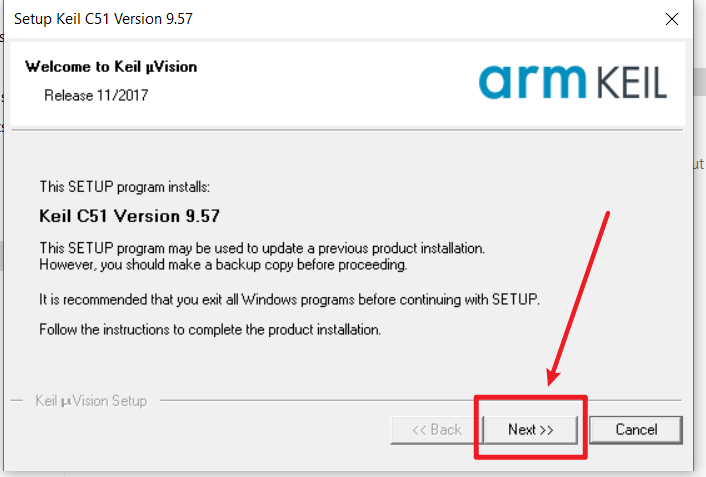 Setup Keil C51 Version 9.57
Welcome to Keil µVision
Release 11/2017
arm KEIL
This SETUP program installs:
Keil C51 Version 9.57
This SETUP program may be used to update a previous product installation.
However, you should make a backup copy before proceeding.
It is recommended that you exit all Windows programs before continuing with SETUP.
Follow the instructions to complete the product installation.
Keil µVision Setup
<< Back
Next >>
Cancel